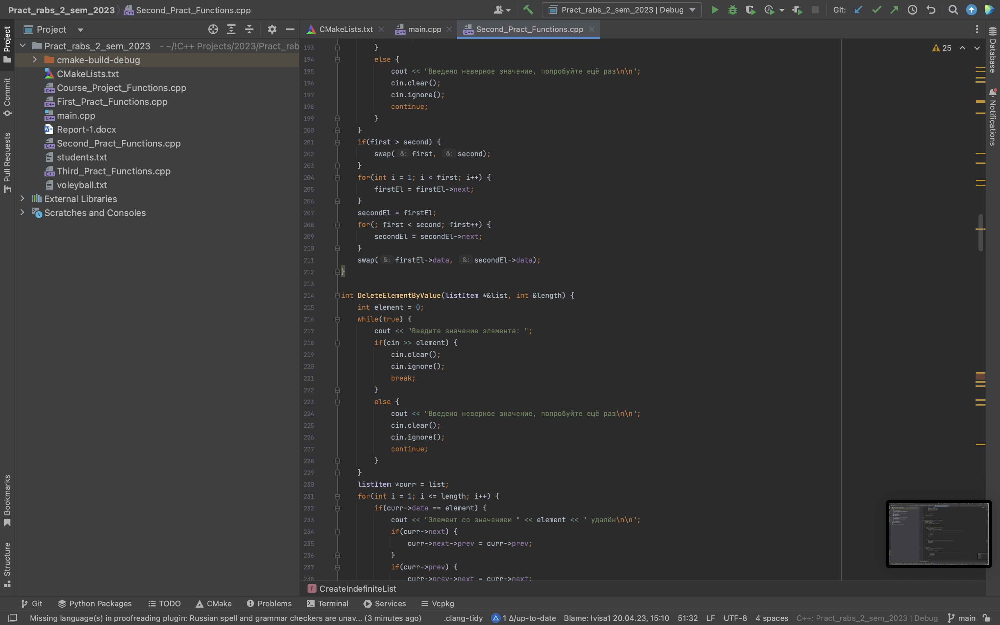 Pract_rabs_2_sem_2023 Second_Pract_Functions.cpp Pract_rabs_2_sem_2023 | Debug Git:
Project
CMakeLists.txt main.cpp Second_Pract_Functions.cpp
Project
Commit
Pull Requests
Bookmarks
Structure
Pract_rabs_2_sem_2023 - ~/!C++ Projects/2023/Pract_rab
cmake-build-debug
CMakeLists.txt
Course_Project_Functions.cpp
First_Pract_Functions.cpp
main.cpp
Report-1.docx
Second_Pract_Functions.cpp
students.txt
Third_Pract_Functions.cpp
voleyball.txt
External Libraries
Scratches and Consoles
25
193 }
194 else {
195 cout << "Введено неверное значение, попробуйте ещё раз\n\n";
196 cin.clear();
197 cin.ignore();
198 continue;
199 }
200 }
201 if(first > second) {
202 swap( &: first, &: second);
203 }
204 for(int i = 1; i < first; i++) {
205 firstEl = firstEl->next;
206 }
207 secondEl = firstEl;
208 for(; first < second; first++) {
209 secondEl = secondEl->next;
210 }
211 swap( &: firstEl->data, &: secondEl->data);
212 }
213
214 int DeleteElementByValue(listItem *&list, int &length) {
215 int element = 0;
216 while(true) {
217 cout << "Введите значение элемента: ";
218 if(cin >> element) {
219 cin.clear();
220 cin.ignore();
221 break;
222 }
223 else {
224 cout << "Введено неверное значение, попробуйте ещё раз\n\n";
225 cin.clear();
226 cin.ignore();
227 continue;
228 }
229 }
230 listItem *curr = list;
231 for(int i = 1; i <= length; i++) {
232 if(curr->data == element) {
233 cout << "Элемент со значением " << element << " удалён\n\n";
234 if(curr->next) {
235 curr->next->prev = curr->prev;
236 }
237 if(curr->prev) {
238 curr->prev->next = curr->next;
Database
Notifications
CreateIndefiniteList
Git Python Packages TODO CMake Problems Terminal Services Vcpkg
Missing language(s) in proofreading plugin: Russian spell and grammar checkers are unav... (3 minutes ago) .clang-tidy 1 Δ/up-to-date Blame: Ivisa1 20.04.23, 15:10 51:32 LF UTF-8 4 spaces C++: Pract_rabs_2_sem_2023 | Debug main